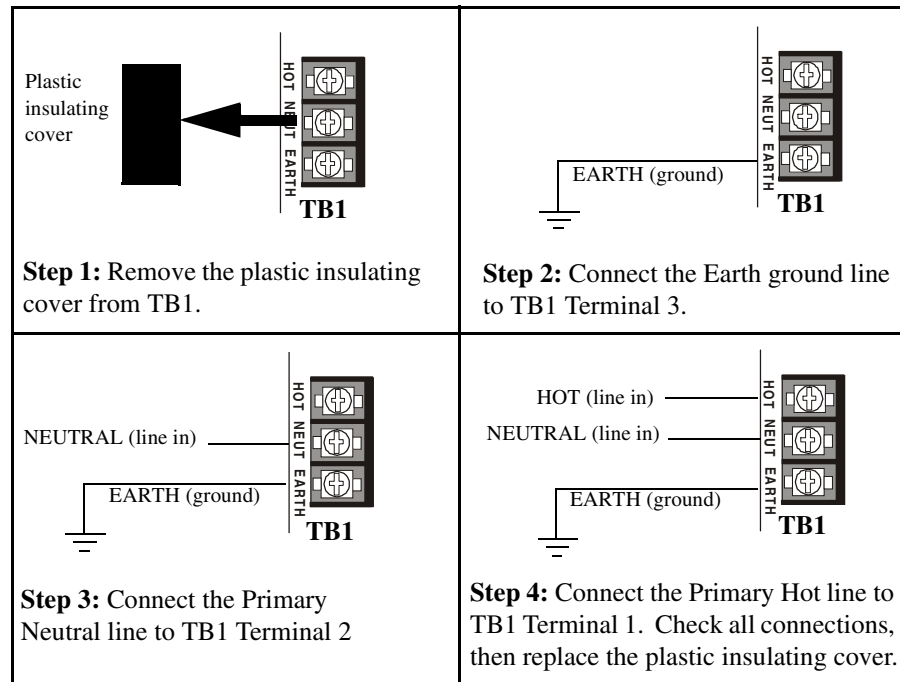 Plastic
insulating
cover
HOT NEUT EARTH
TB1
Step 1: Remove the plastic insulating
cover from TB1.
EARTH (ground)
HOT NEUT EARTH
TB1
Step 2: Connect the Earth ground line
to TB1 Terminal 3.
NEUTRAL (line in)
EARTH (ground)
HOT NEUT EARTH
TB1
Step 3: Connect the Primary
Neutral line to TB1 Terminal 2
HOT (line in)
NEUTRAL (line in)
EARTH (ground)
HOT NEUT EARTH
TB1
Step 4: Connect the Primary Hot line to
TB1 Terminal 1. Check all connections,
then replace the plastic insulating cover.